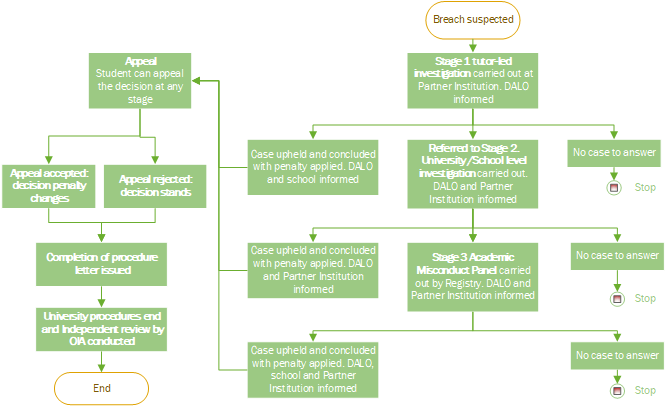 Breach suspected
Appeal
Student can appeal
the decision at any
stage
Stage 1 tutor-led
investigation carried out at
Partner Institution. DALO
informed
Case upheld and concluded
with penalty applied. DALO
and school informed
Referred to Stage 2.
University/School level
investigation carried out.
DALO and Partner
Institution informed
No case to answer
Stop
Appeal accepted:
decision penalty
changes
Appeal rejected:
decision stands
Completion of procedure
letter issued
Case upheld and concluded
with penalty applied. DALO
and Partner Institution
informed
Stage 3 Academic
Misconduct Panel carried
out by Registry. DALO and
Partner Institution informed
No case to answer
Stop
University procedures end
and Independent review by
OIA conducted
Case upheld and concluded
with penalty applied. DALO,
school and Partner
Institution informed
No case to answer
Stop
End